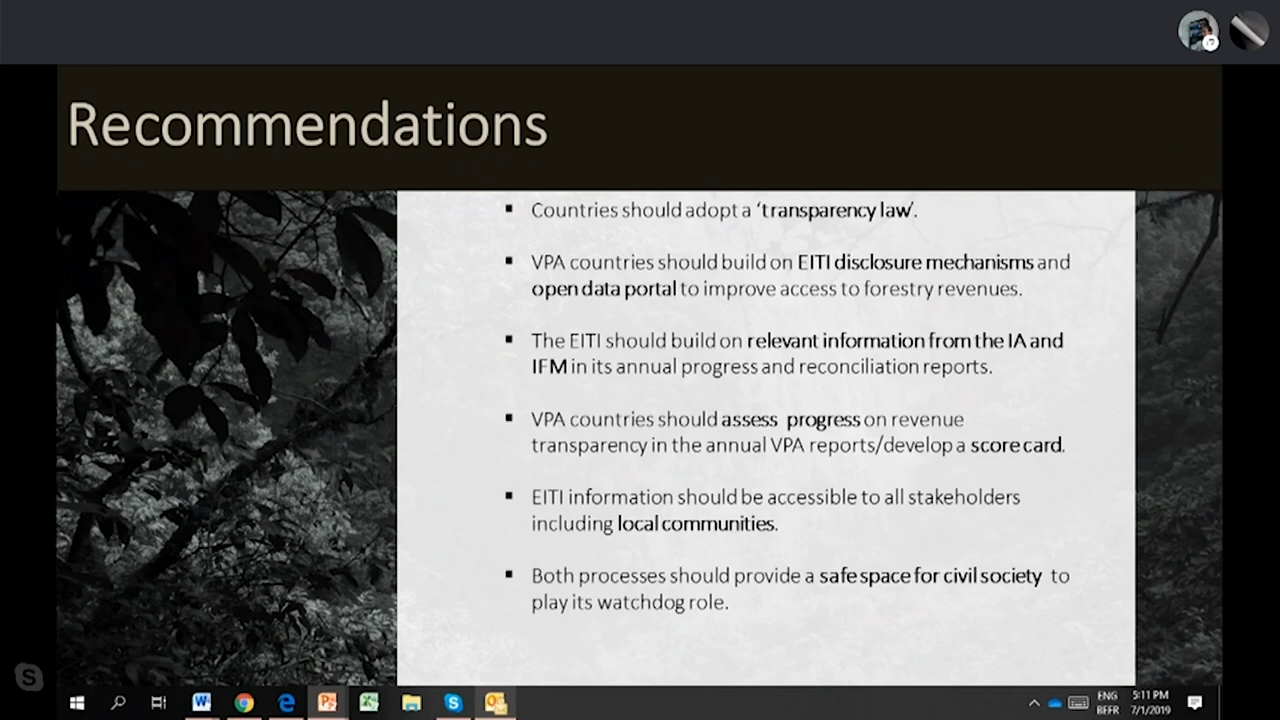 Recommendations
▪ Countries should adopt a ‘transparency law’.
▪ VPA countries should build on EITI disclosure mechanisms and
open data portal to improve access to forestry revenues.
▪ The EITI should build on relevant information from the IA and
IFM in its annual progress and reconciliation reports.
▪ VPA countries should assess progress on revenue
transparency in the annual VPA reports/develop a score card.
▪ EITI information should be accessible to all stakeholders
including local communities.
▪ Both processes should provide a safe space for civil society to
play its watchdog role.
ENG 5:11 PM
BEFR 7/1/2019